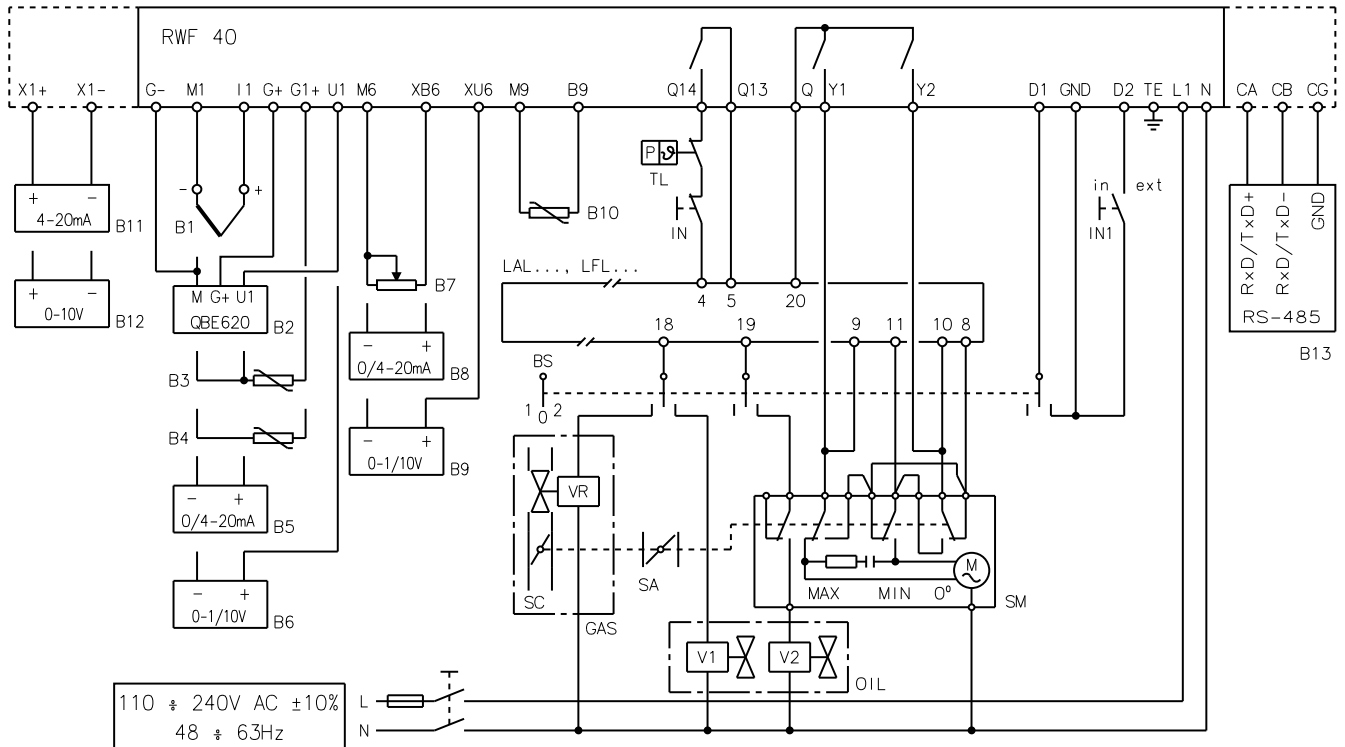 RWF 40
X1+ X1- G- M1 I1 G+ G1+ U1 M6 XB6 XU6 M9 B9 Q14 Q13 Q Y1 Y2 D1 GND D2 TE L1 N CA CB CG
P ϑ
TL
in ext
+ -
4-20mA
B11
- +
B1
B10
IN
IN1
RxD/TxD+
RxD/TxD-
GND
RS-485
B13
LAL..., LFL...
4 5 20
+ -
0-10V
B12
M G+ U1
QBE620
B2
B7
18 19 9 11 10 8
- +
0/4-20mA
B8
BS
1 0 2
B3
B4
- +
0-1/10V
B9
- +
0/4-20mA
B5
VR
SC
GAS
SA
M
MAX MIN 0°
SM
- +
0-1/10V
B6
V1 V2
OIL
110 ÷ 240V AC ±10%
48 ÷ 63Hz
L
N